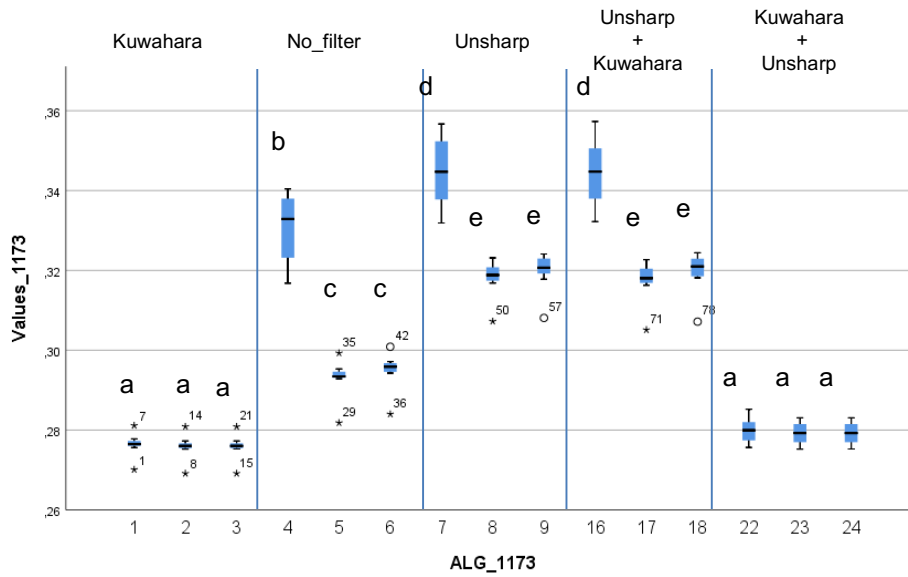 Kuwahara
No_filter
Unsharp
Unsharp
+
Kuwahara
Kuwahara
+
Unsharp
d
d
,36
b
,34
e
e
e
e
,32
c
c
50
57
71
78
35
42
,30
a
a
a
a
a
a
29
36
7
14
21
,28
1
8
15
,26
1 2 3 4 5 6 7 8 9 16 17 18 22 23 24
Values_1173
ALG_1173